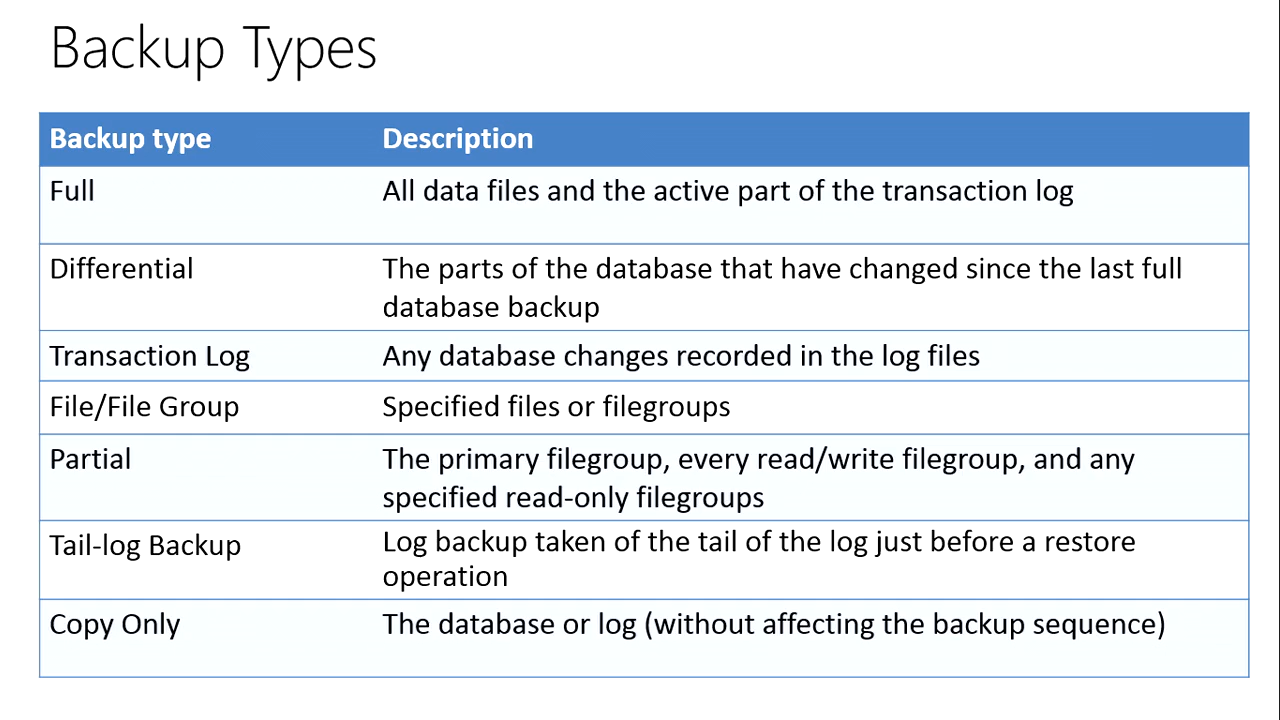 Backup Types
Backup type Description
Full All data files and the active part of the transaction log
Differential The parts of the database that have changed since the last full
database backup
Transaction Log Any database changes recorded in the log files
File/File Group Specified files or filegroups
Partial The primary filegroup, every read/write filegroup, and any
specified read-only filegroups
Tail-log Backup Log backup taken of the tail of the log just before a restore
operation
Copy Only The database or log (without affecting the backup sequence)